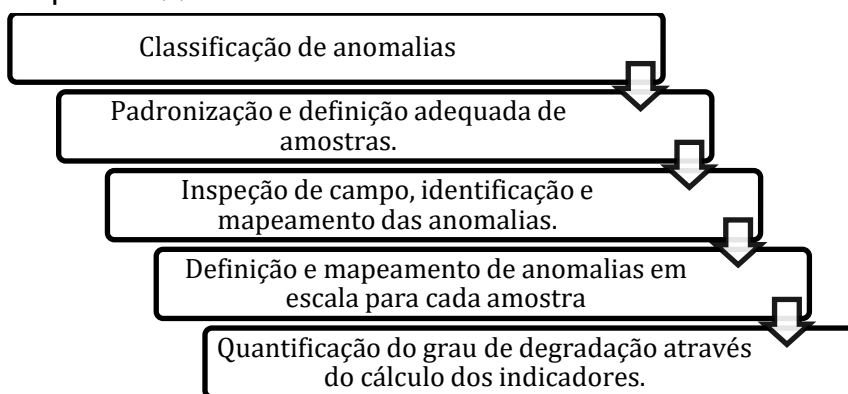 Classificação de anomalias
Padronização e definição adequada de
amostras.
Inspeção de campo, identificação e
mapeamento das anomalias.
Definição e mapeamento de anomalias em
escala para cada amostra
Quantificação do grau de degradação através
do cálculo dos indicadores.